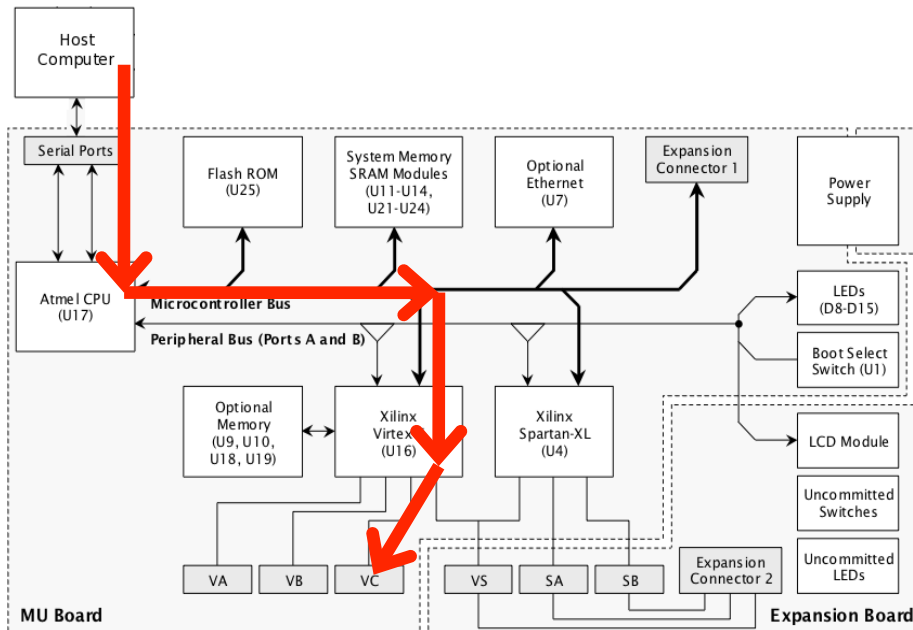 Host
Computer
Serial Ports
Flash ROM
(U25)
System Memory
SRAM Modules
(U11-U14,
U21-U24)
Optional
Ethernet
(U7)
Expansion
Connector 1
Power
Supply
Atmel CPU
(U17)
Microcontroller Bus
Peripheral Bus (Ports A and B)
LEDs
(D8-D15)
Boot Select
Switch (U1)
Optional
Memory
(U9, U10,
U18, U19)
Xilinx
Virtex
(U16)
Xilinx
Spartan-XL
(U4)
LCD Module
Uncommitted
Switches
Uncommitted
LEDs
VA
VB
VC
VS
SA
SB
Expansion
Connector 2
MU Board
Expansion Board